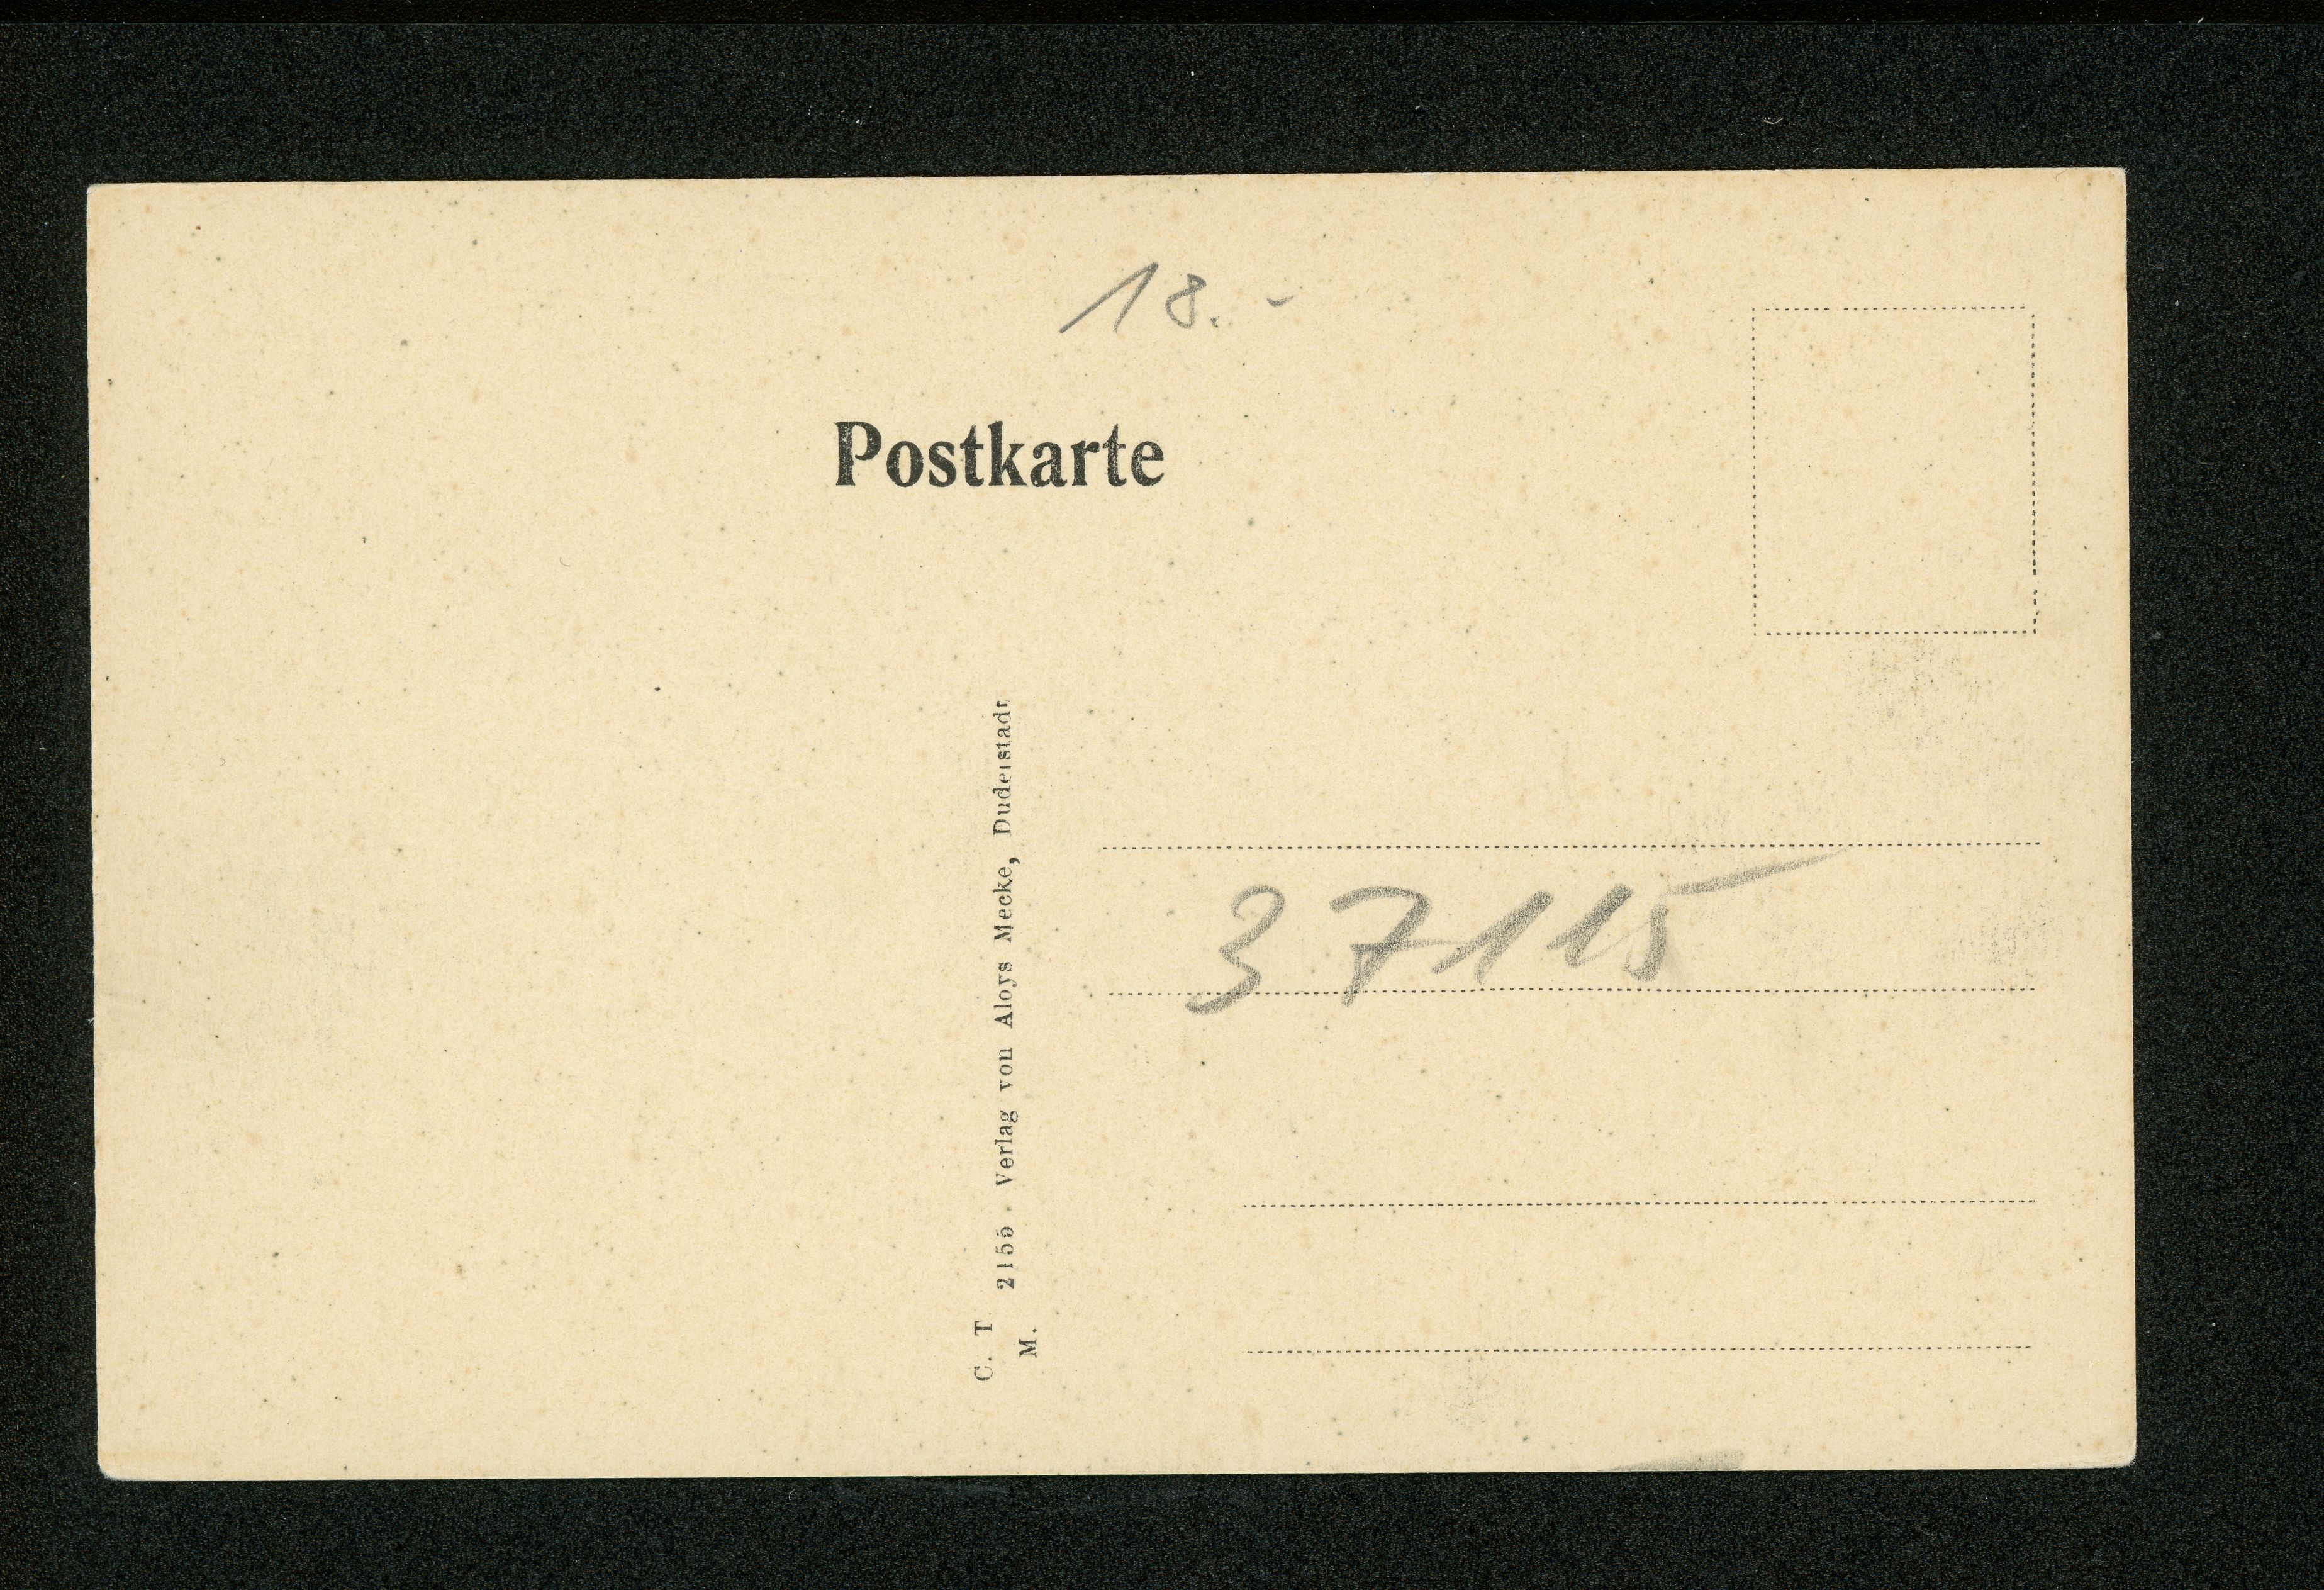 18.-
Postkarte
C. T
M.
2155 Verlag von Aloys Mecke, Duderstadt
37115